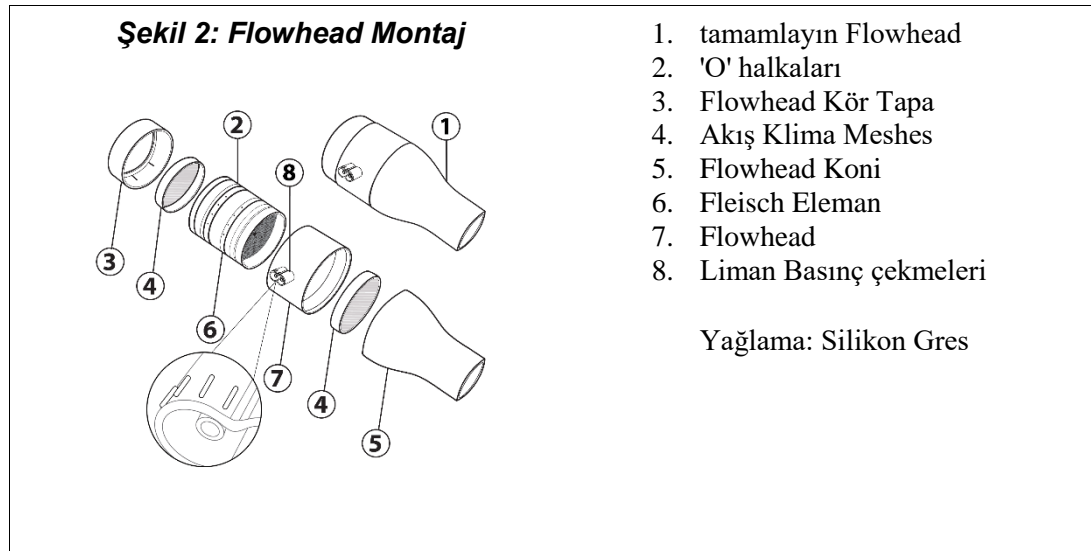 Şekil 2: Flowhead Montaj
2
1
8
3
4
6
7
4
5
1. tamamlayın Flowhead
2. 'O' halkaları
3. Flowhead Kör Tapa
4. Akış Klima Meshes
5. Flowhead Koni
6. Fleisch Eleman
7. Flowhead
8. Liman Basınç çekmeleri
Yağlama: Silikon Gres